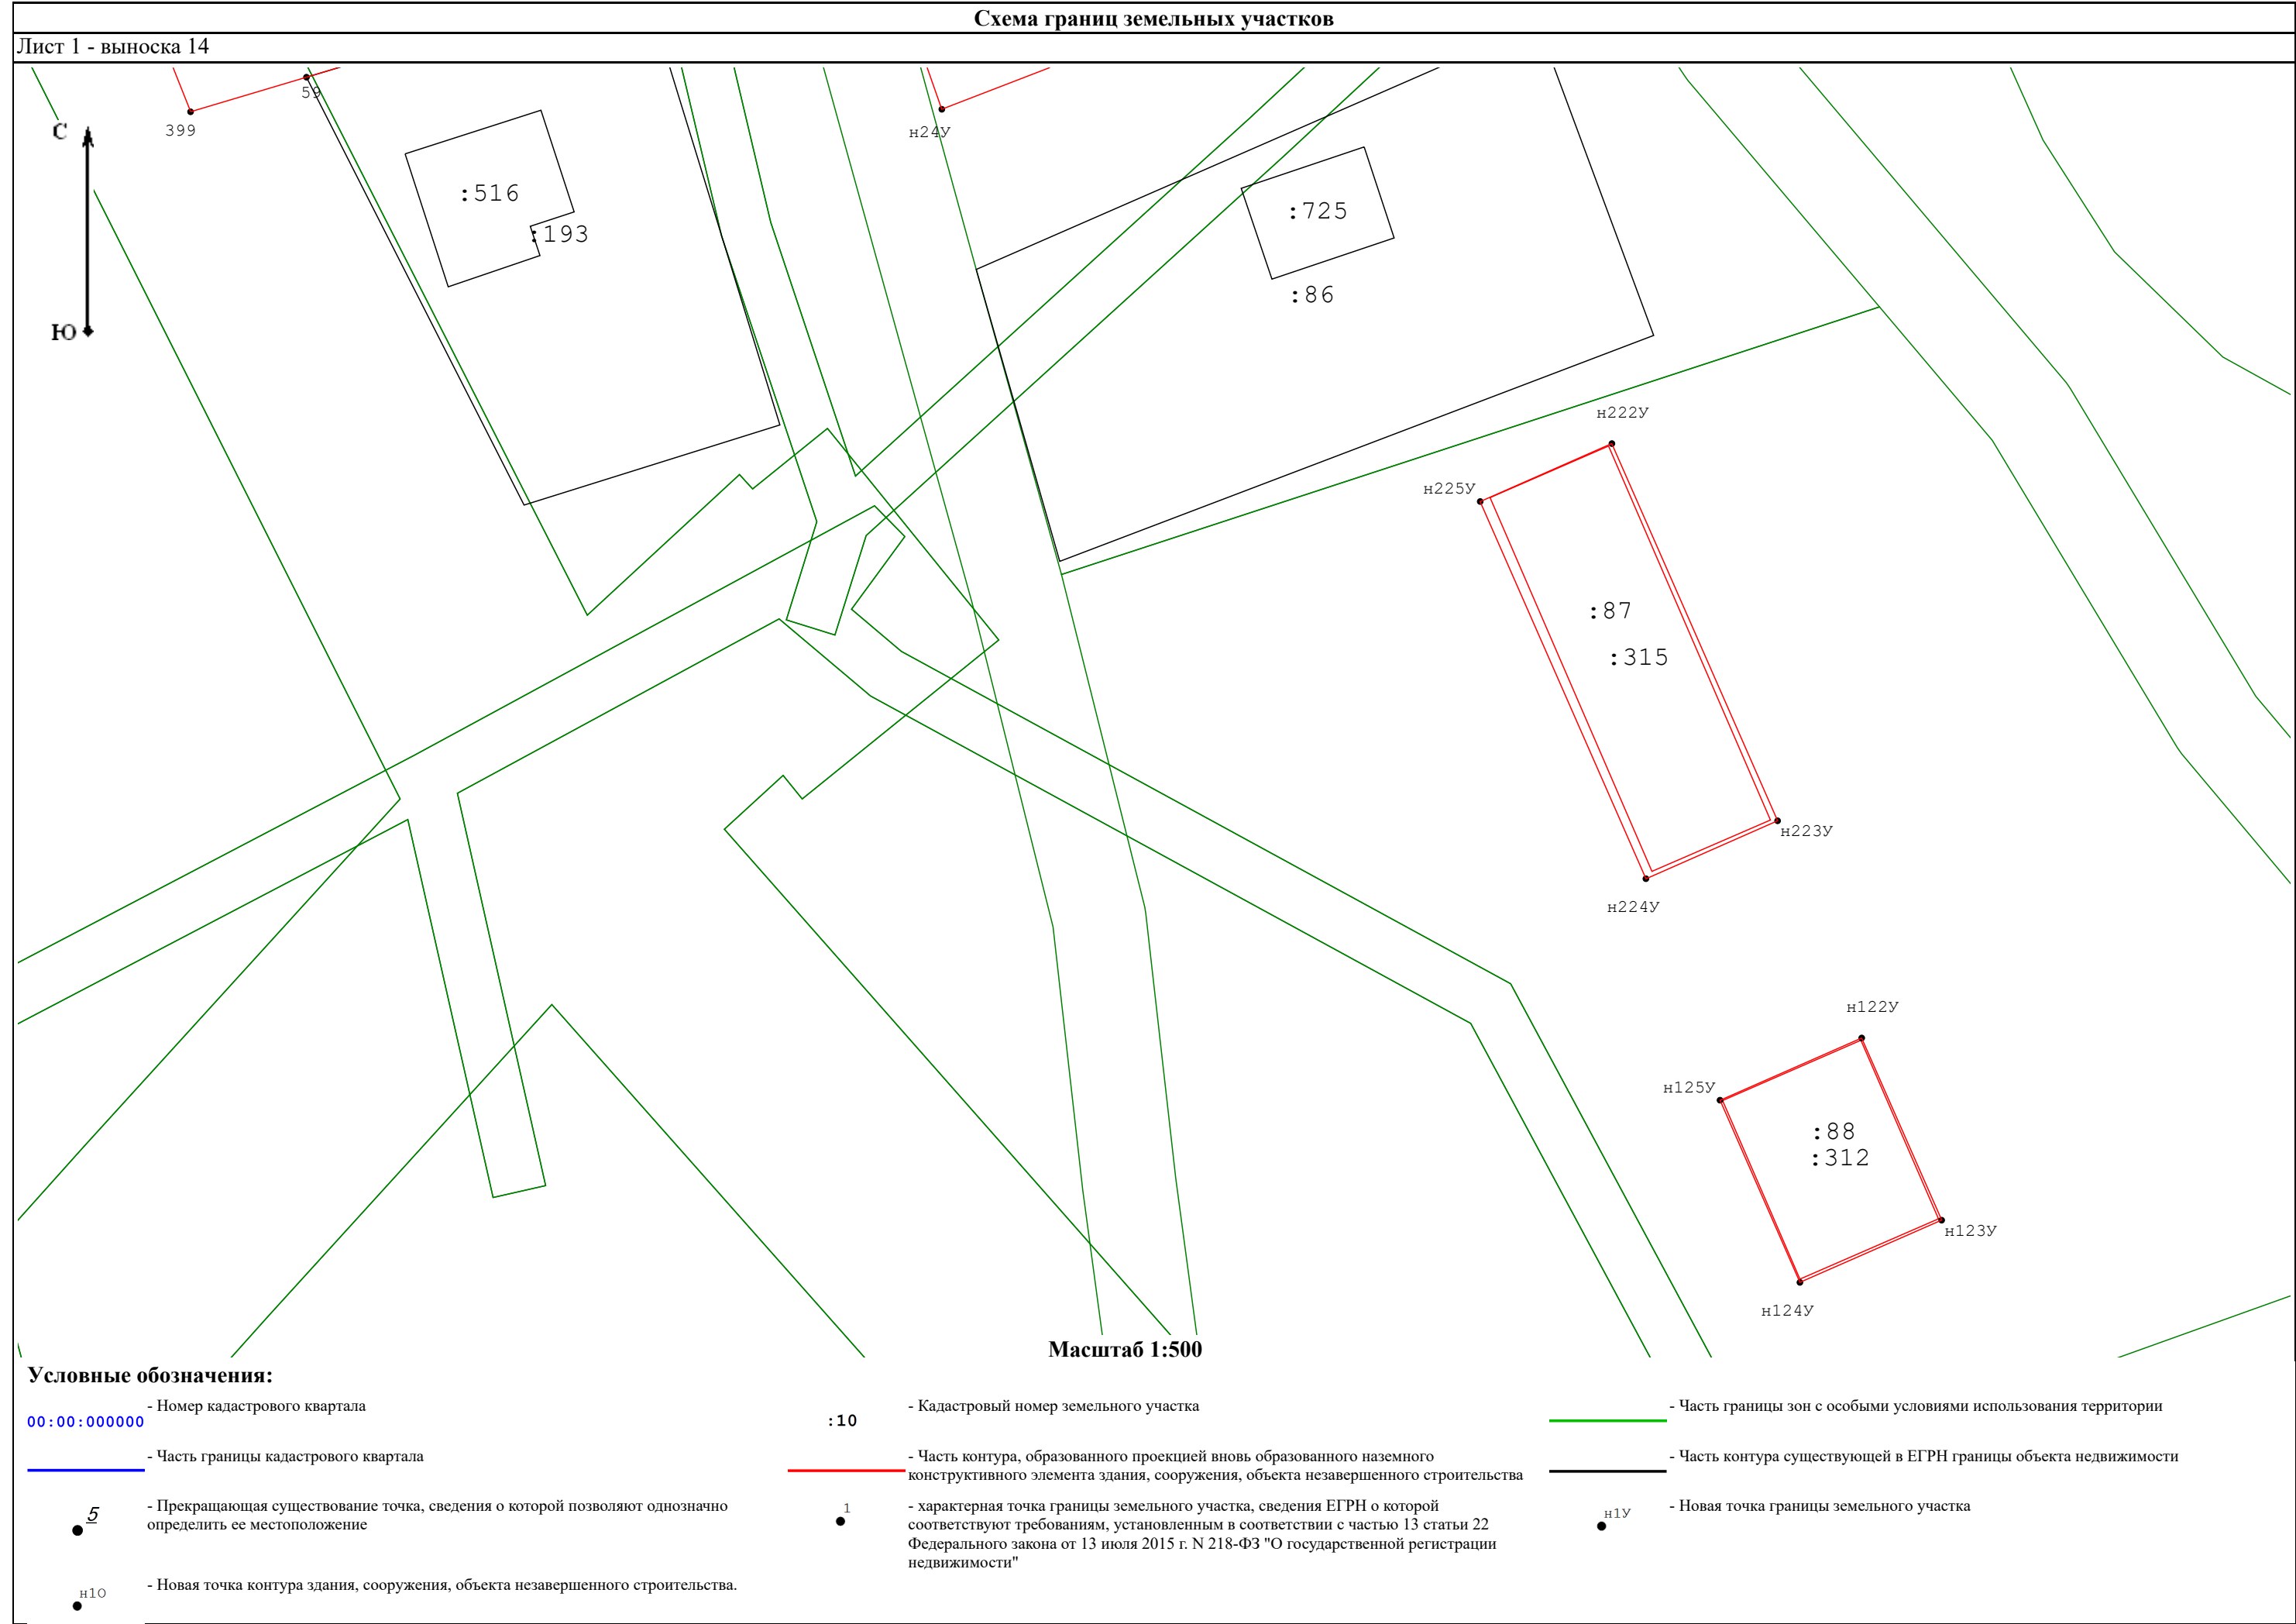 Схема границ земельных участков
Лист 1 - выноска 14
59
399
н24У
С
:516
:725
:193
:86
Ю
н222У
н225У
:87
:315
н223У
н224У
н122У
н125У
:88
:312
н123У
н124У
Масштаб 1:500
Условные обозначения:
00:00:000000
- Номер кадастрового квартала
:10
- Кадастровый номер земельного участка
- Часть границы зон с особыми условиями использования территории
- Часть границы кадастрового квартала
- Часть контура, образованного проекцией вновь образованного наземного
конструктивного элемента здания, сооружения, объекта незавершенного строительства
- Часть контура существующей в ЕГРН границы объекта недвижимости
5
- Прекращающая существование точка, сведения о которой позволяют однозначно
определить ее местоположение
1
- характерная точка границы земельного участка, сведения ЕГРН о которой
соответствуют требованиям, установленным в соответствии с частью 13 статьи 22
Федерального закона от 13 июля 2015 г. N 218-ФЗ "О государственной регистрации
недвижимости"
н1У
- Новая точка границы земельного участка
н1О
- Новая точка контура здания, сооружения, объекта незавершенного строительства.